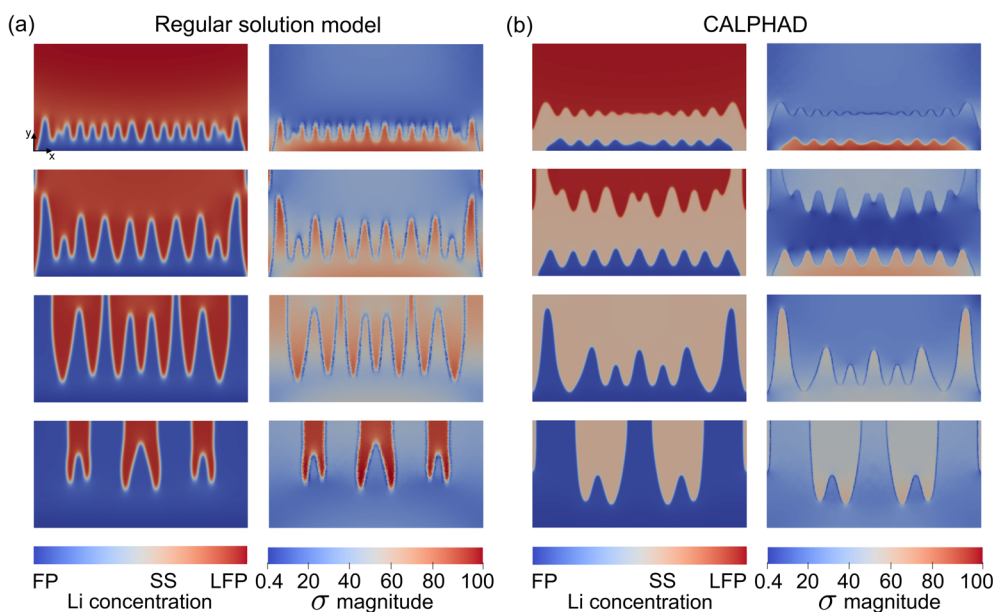 (a) Regular solution model
(b) CALPHAD
y
x
FP SS LFP
Li concentration
0.4 20 40 60 80 100
σ magnitude
FP SS LFP
Li concentration
0.4 20 40 60 80 100
σ magnitude